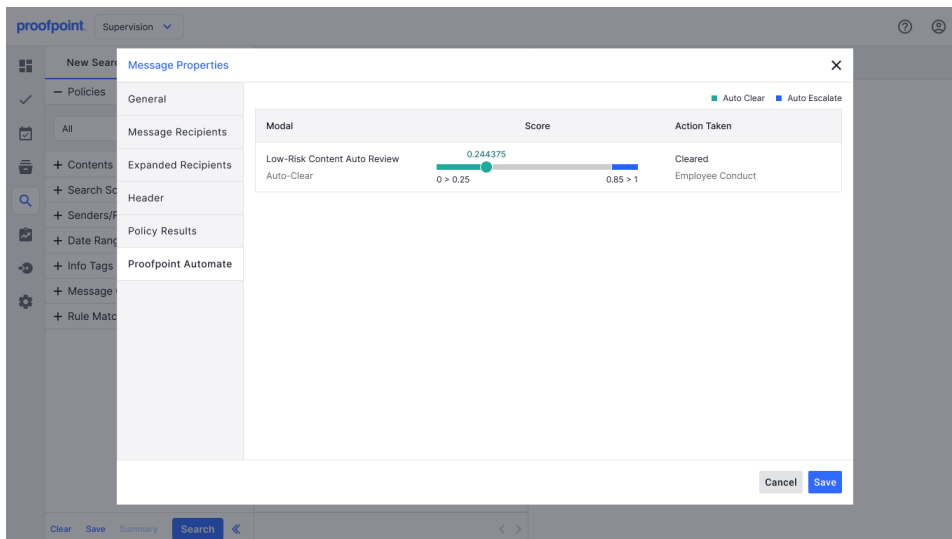 proofpoint. Supervision
New Sear
Policies
All
Contents
Search Sc
Senders/R
Date Rang
Info Tags
Message
Rule Matc
Clear Save Summary Search
Message Properties
General
Message Recipients
Expanded Recipients
Header
Policy Results
Proofpoint Automate
Auto Clear Auto Escalate
Modal Score Action Taken
Low-Risk Content Auto Review 0.244375 Cleared
Auto-Clear 0 > 0.25 0.85 > 1 Employee Conduct
Cancel Save